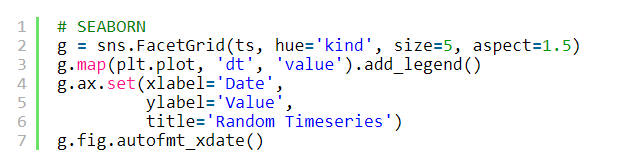 1 # SEABORN
2 g = sns.FacetGrid(ts, hue='kind', size=5, aspect=1.5)
3 g.map(plt.plot, 'dt', 'value').add_legend()
4 g.ax.set(xlabel='Date',
5          ylabel='Value',
6          title='Random Timeseries')
7 g.fig.autofmt_xdate()